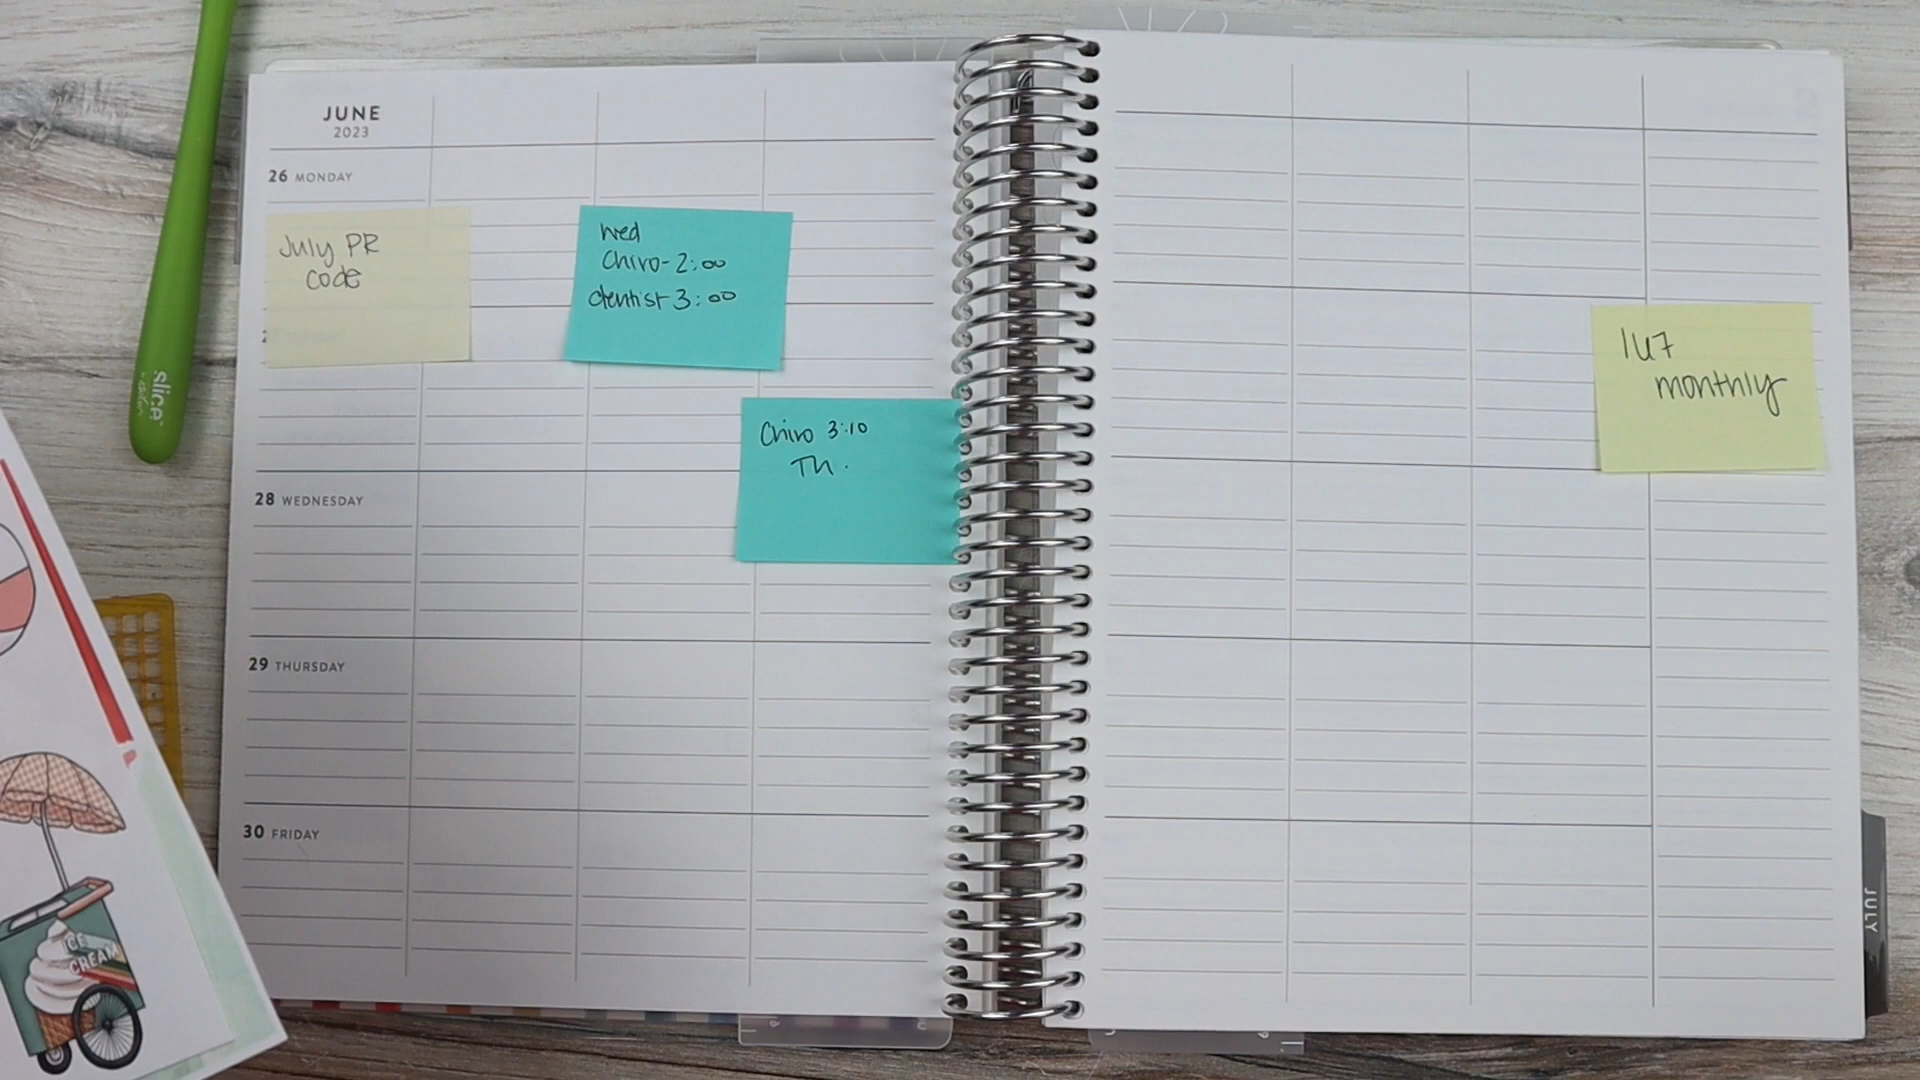 JUNE
2023
26 MONDAY
July PR
code
wed
Chiro-2:00
dentist 3:00
Chiro 3:10
Th.
28 WEDNESDAY
29 THURSDAY
30 FRIDAY
147
monthly
JULY
slice
ICE
CREAM